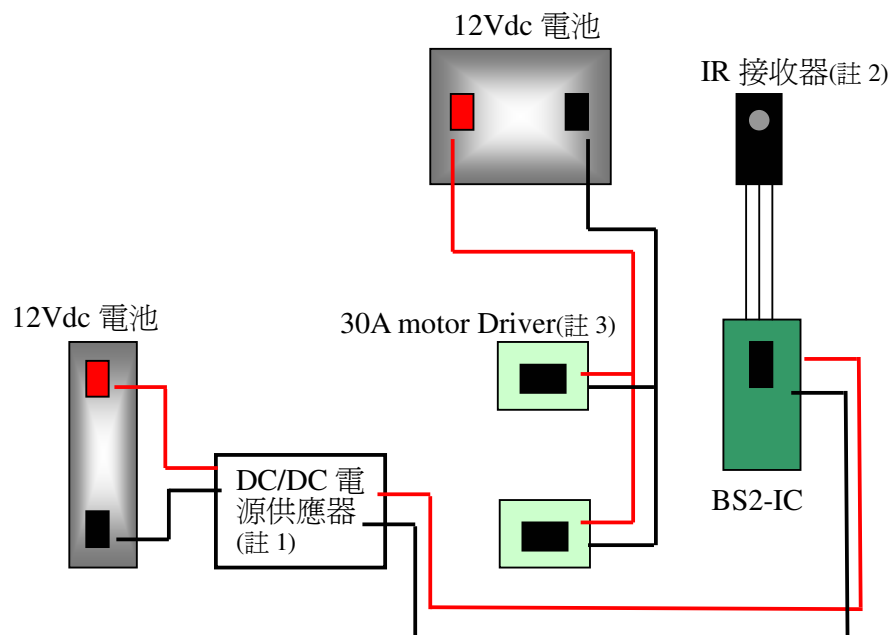 12Vdc 電池
IR 接收器(註 2)
12Vdc 電池
30A motor Driver(註 3)
DC/DC 電
源供應器
(註 1)
BS2-IC